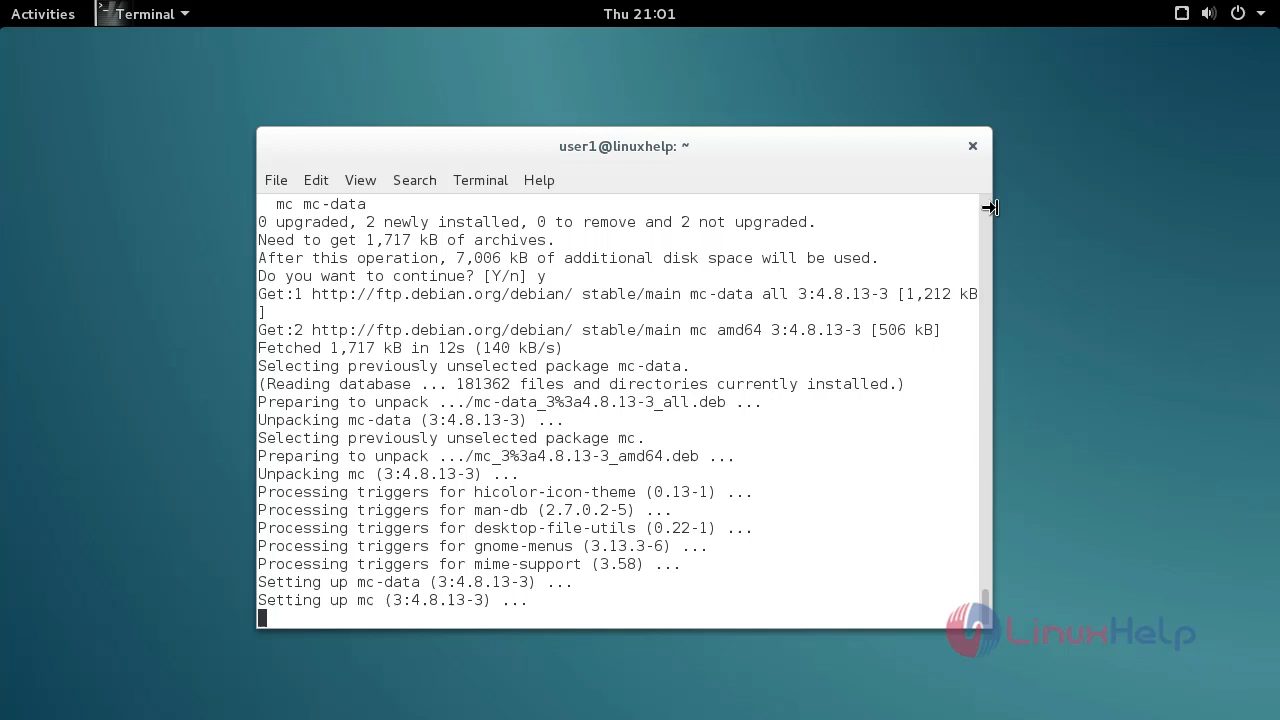 Activities Terminal Thu 21:01
user1@linuxhelp: ~
File Edit View Search Terminal Help
mc mc-data
0 upgraded, 2 newly installed, 0 to remove and 2 not upgraded.
Need to get 1,717 kB of archives.
After this operation, 7,006 kB of additional disk space will be used.
Do you want to continue? [Y/n] y
Get:1 http://ftp.debian.org/debian/ stable/main mc-data all 3:4.8.13-3 [1,212 kB
]
Get:2 http://ftp.debian.org/debian/ stable/main mc amd64 3:4.8.13-3 [506 kB]
Fetched 1,717 kB in 12s (140 kB/s)
Selecting previously unselected package mc-data.
(Reading database ... 181362 files and directories currently installed.)
Preparing to unpack .../mc-data_3%3a4.8.13-3_all.deb ...
Unpacking mc-data (3:4.8.13-3) ...
Selecting previously unselected package mc.
Preparing to unpack .../mc_3%3a4.8.13-3_amd64.deb ...
Unpacking mc (3:4.8.13-3) ...
Processing triggers for hicolor-icon-theme (0.13-1) ...
Processing triggers for man-db (2.7.0.2-5) ...
Processing triggers for desktop-file-utils (0.22-1) ...
Processing triggers for gnome-menus (3.13.3-6) ...
Processing triggers for mime-support (3.58) ...
Setting up mc-data (3:4.8.13-3) ...
Setting up mc (3:4.8.13-3) ...
LinuxHelp